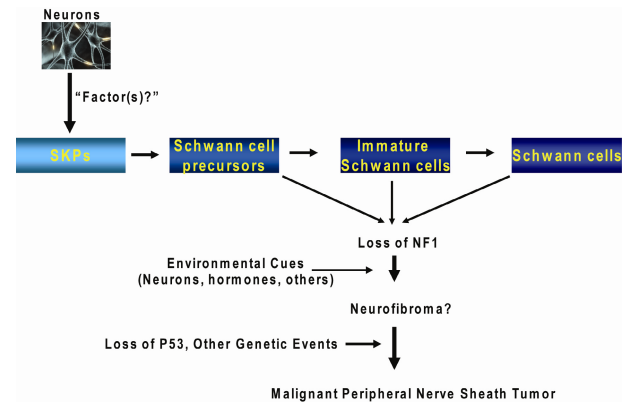 Neurons
“Factor(s)?”
SKPs
Schwann cell
precursors
Immature
Schwann cells
Schwann cells
Loss of NF1
Environmental Cues
(Neurons, hormones, others)
Neurofibroma?
Loss of P53, Other Genetic Events
Malignant Peripheral Nerve Sheath Tumor